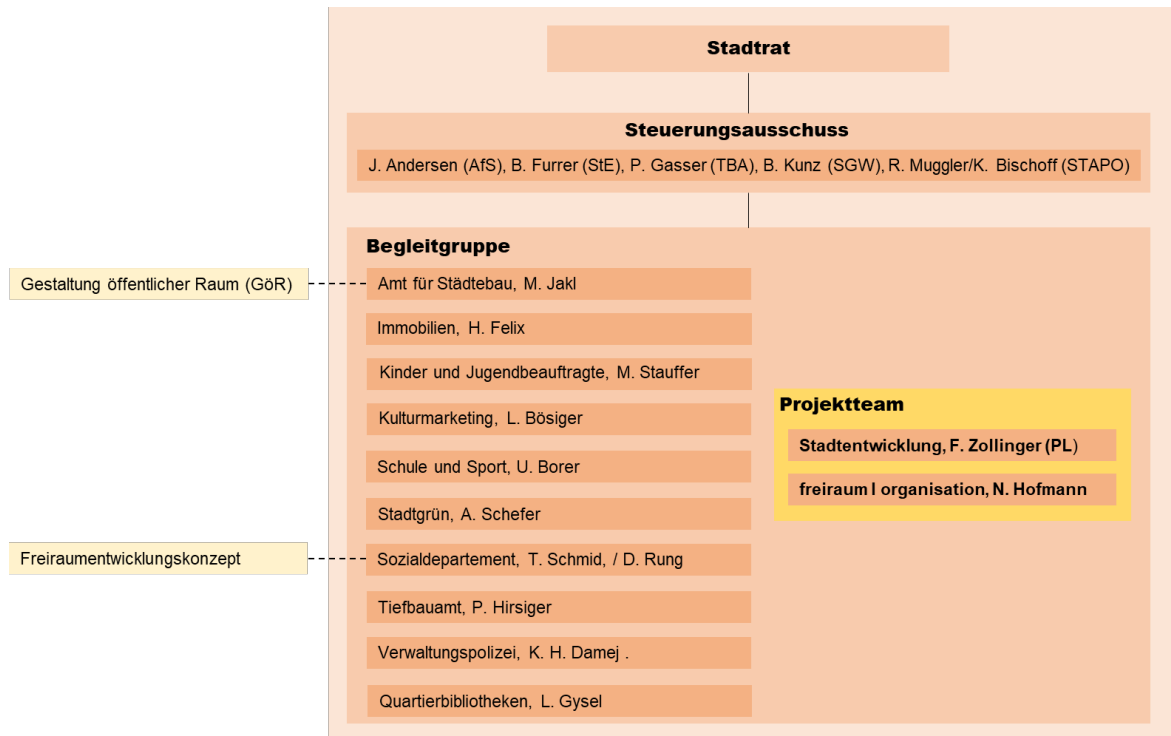 Stadtrat
Steuerungsausschuss
J. Andersen (AfS), B. Furrer (StE), P. Gasser (TBA), B. Kunz (SGW), R. Muggler/K. Bischoff (STAPO)
Begleitgruppe
Gestaltung öffentlicher Raum (GöR)
Amt für Städtebau, M. Jakl
Immobilien, H. Felix
Kinder und Jugendbeauftragte, M. Stauffer
Kulturmarketing, L. Bösiger
Schule und Sport, U. Borer
Stadtgrün, A. Schefer
Freiraumentwicklungskonzept
Sozialdepartement, T. Schmid, / D. Rung
Tiefbauamt, P. Hirsiger
Verwaltungspolizei, K. H. Damej .
Quartierbibliotheken, L. Gysel
Projektteam
Stadtentwicklung, F. Zollinger (PL)
freiraum I organisation, N. Hofmann